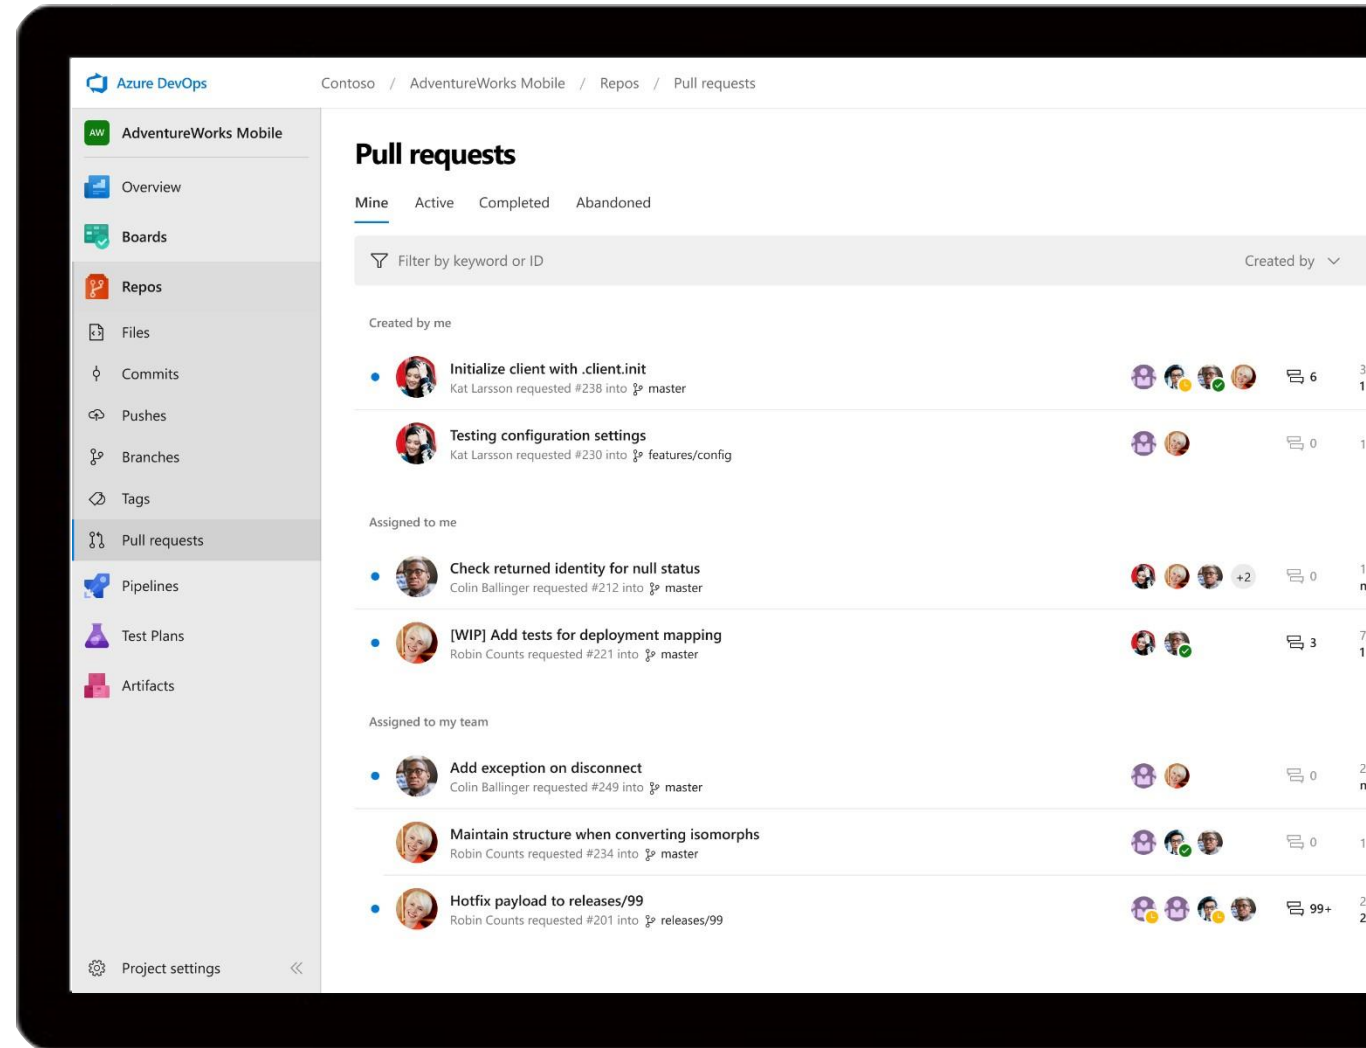 Azure DevOps
Contoso / AdventureWorks Mobile / Repos / Pull requests
AW AdventureWorks Mobile
Overview
Boards
Repos
Files
Commits
Pushes
Branches
Tags
Pull requests
Pipelines
Test Plans
Artifacts
Project settings
Pull requests
Mine Active Completed Abandoned
Filter by keyword or ID Created by
Created by me
Initialize client with .client.init
Kat Larsson requested #238 into master
6
Testing configuration settings
Kat Larsson requested #230 into features/config
0
Assigned to me
Check returned identity for null status
Colin Ballinger requested #212 into master
+2 0
[WIP] Add tests for deployment mapping
Robin Counts requested #221 into master
3
Assigned to my team
Add exception on disconnect
Colin Ballinger requested #249 into master
0
Maintain structure when converting isomorphs
Robin Counts requested #234 into master
0
Hotfix payload to releases/99
Robin Counts requested #201 into releases/99
99+